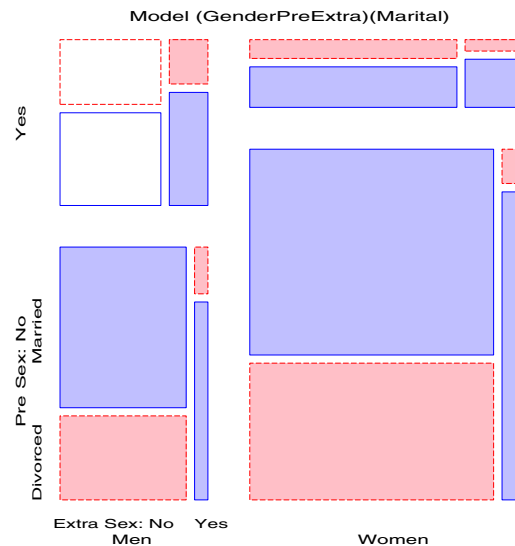 Model (GenderPreExtra)(Marital)
Yes
Pre Sex: No
Married
Divorced
Extra Sex: No Yes
Men Women